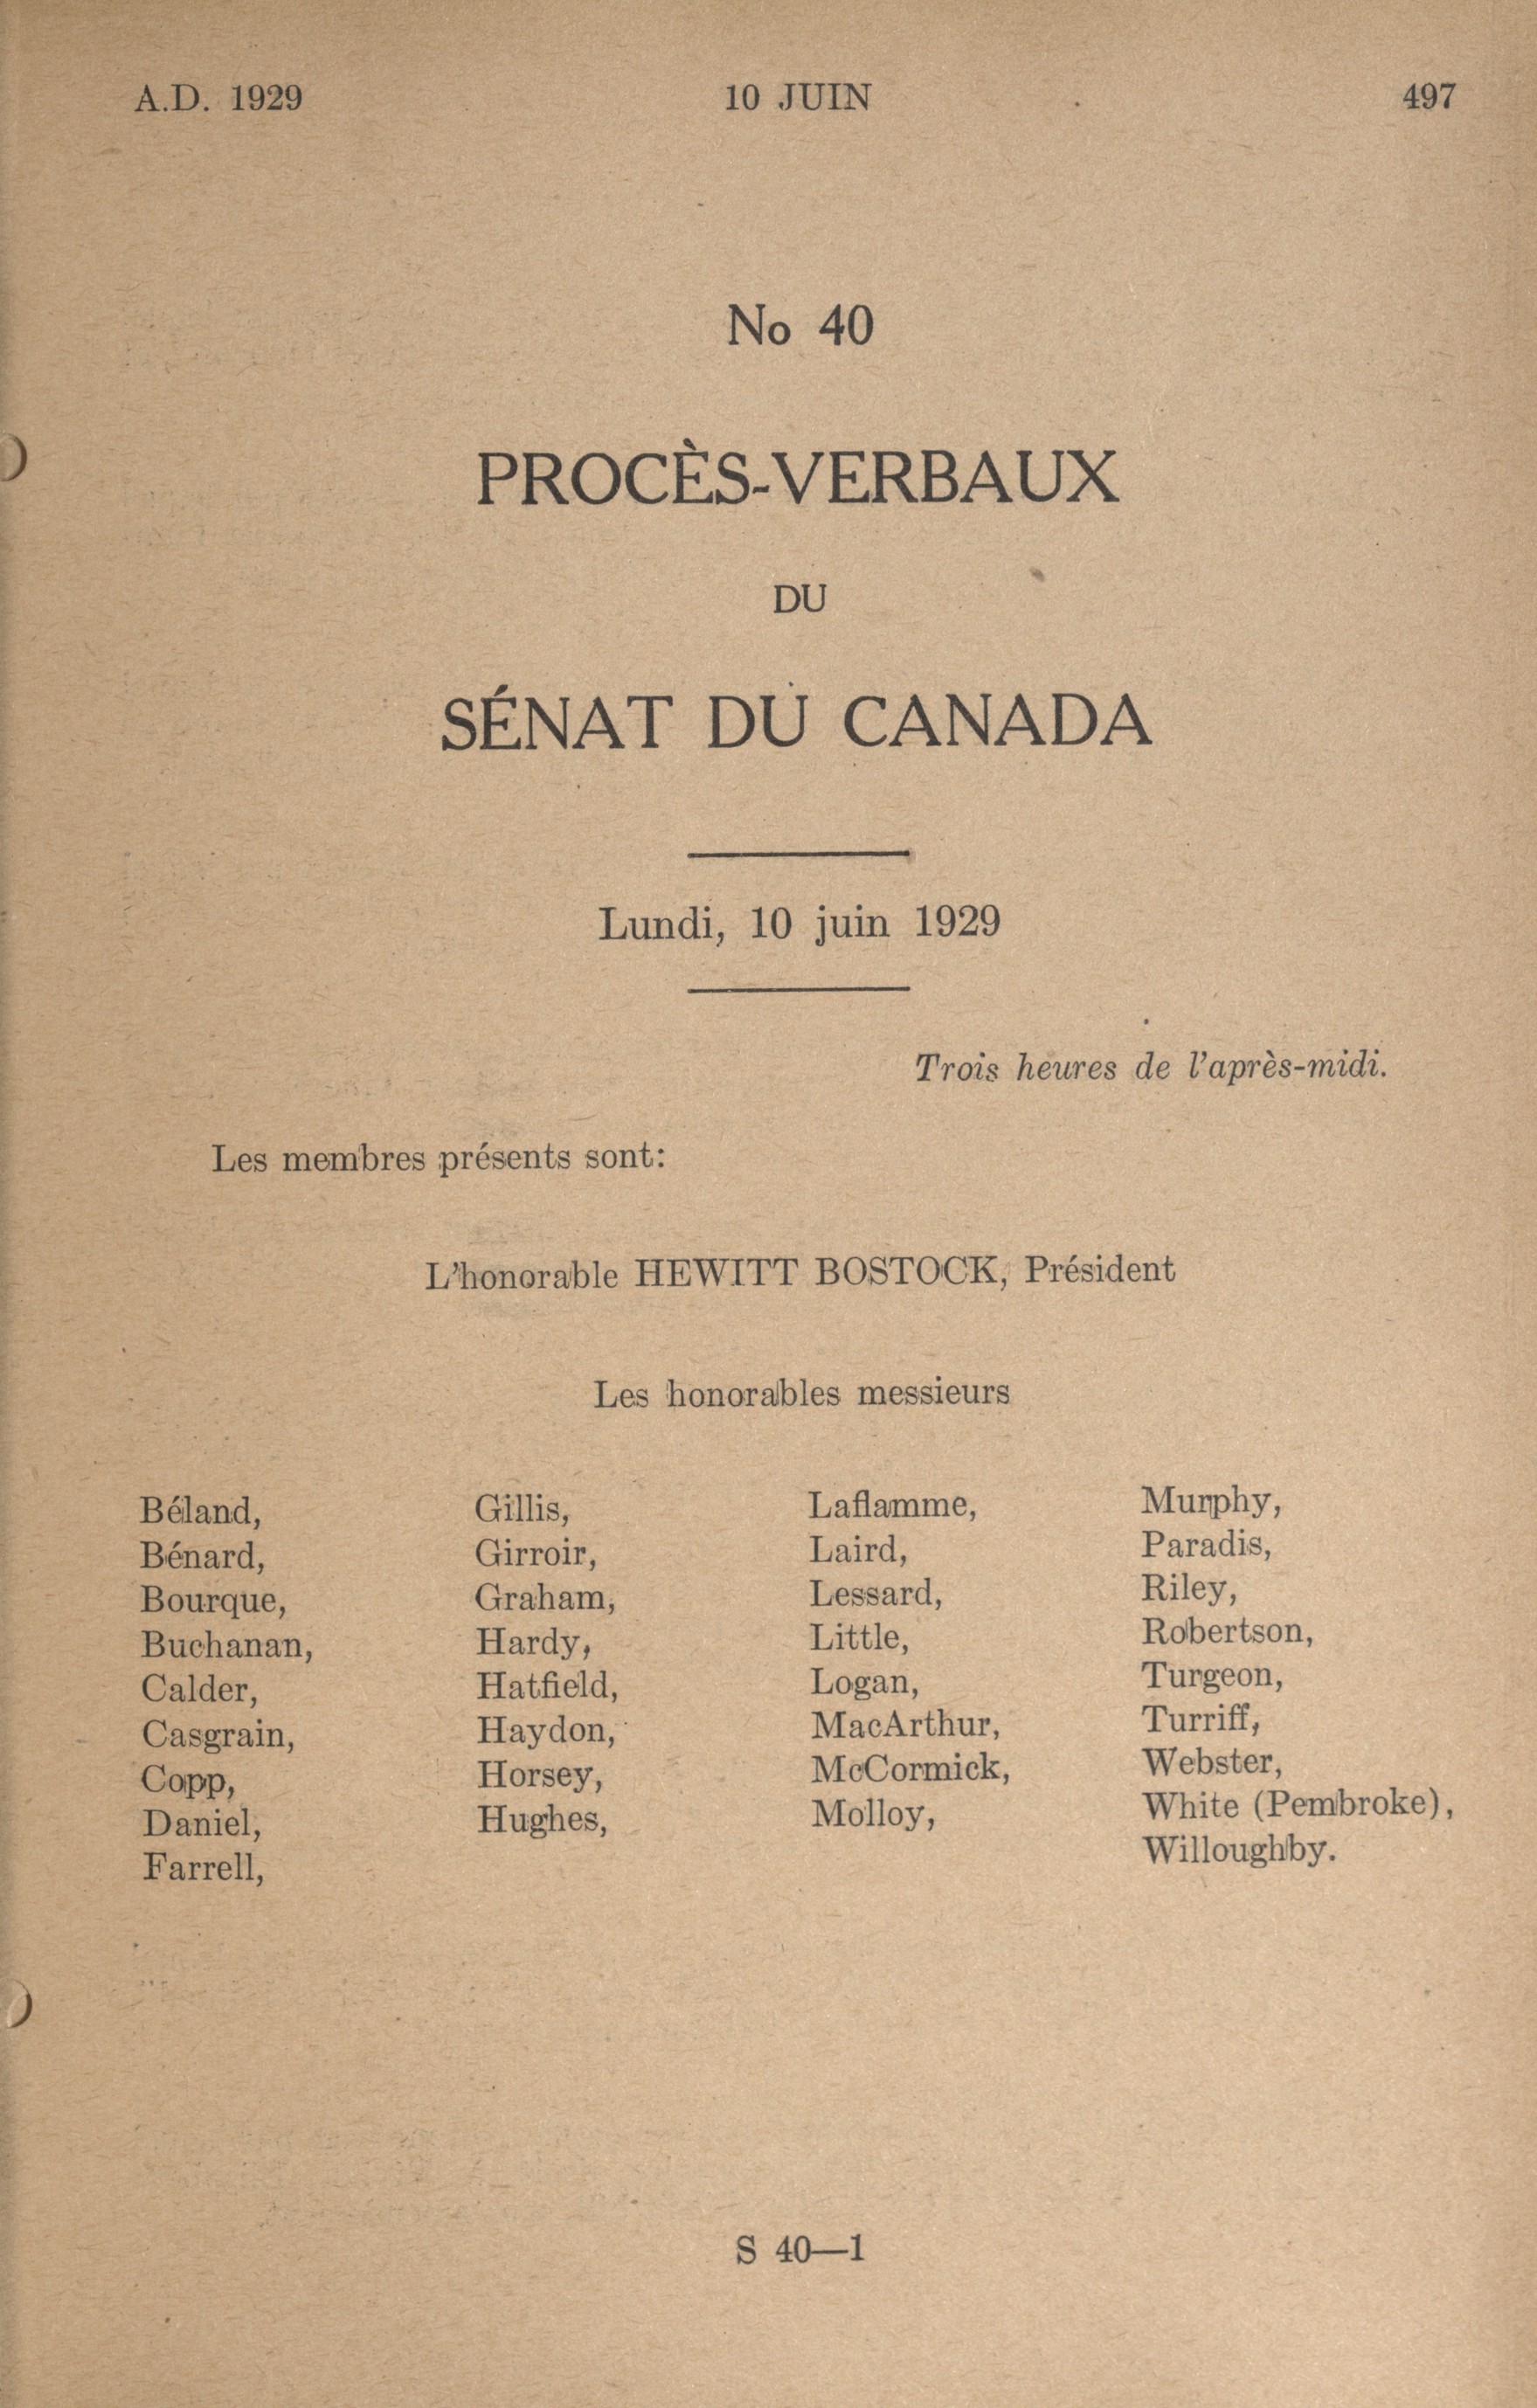 A.D. 1929 10 JUIN 497
No 40
PROCÈS-VERBAUX
DU
SÉNAT DU CANADA
Lundi, 10 juin 1929
Trois heures de l'après-midi.
Les membres présents sont:
L'honorable HEWITT BOSTOCK, Président
Les honorables messieurs
Béland,
Bénard,
Bourque,
Buchanan,
Calder,
Casgrain,
Copp,
Daniel,
Farrell,
Gillis,
Girroir,
Graham,
Hardy,
Hatfield,
Haydon,
Horsey,
Hughes,
Laflamme,
Laird,
Lessard,
Little,
Logan,
MacArthur,
McCormick,
Molloy,
Murphy,
Paradis,
Riley,
Robertson,
Turgeon,
Turriff,
Webster,
White (Pembroke),
Willoughby.
S 40—1